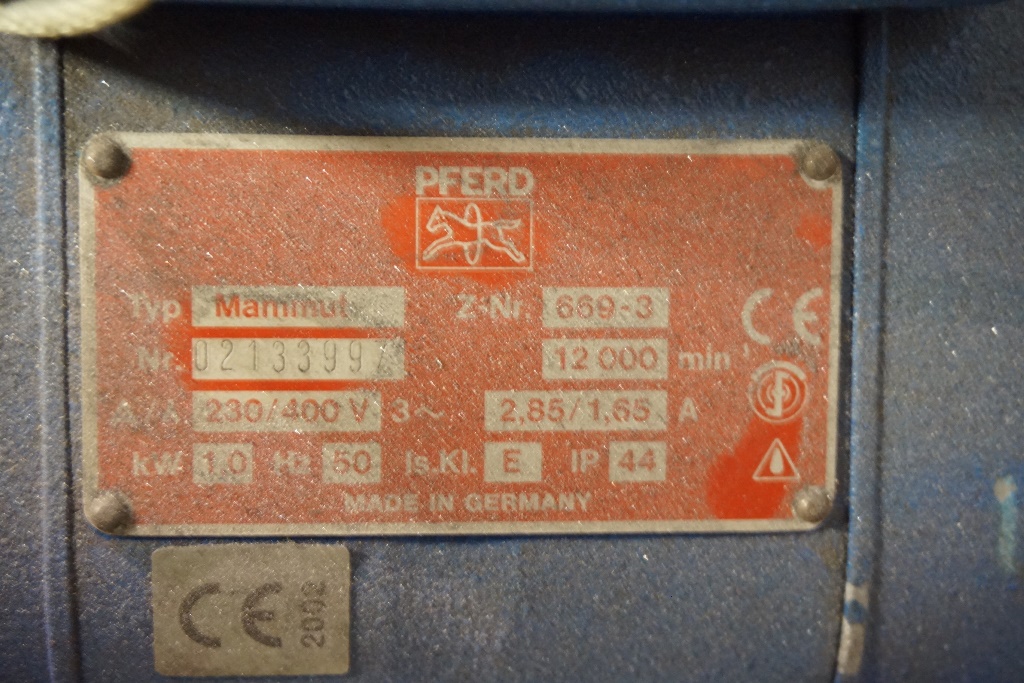 PFERD
Typ Mammut Z-Nr. 669-3
Nr. 0213399 12 000 min
230/400 V 3~ 2,85/1,65 A
kW 1,0 Hz 50 Is.Kl. E IP 44
MADE IN GERMANY
CE
CE 2002